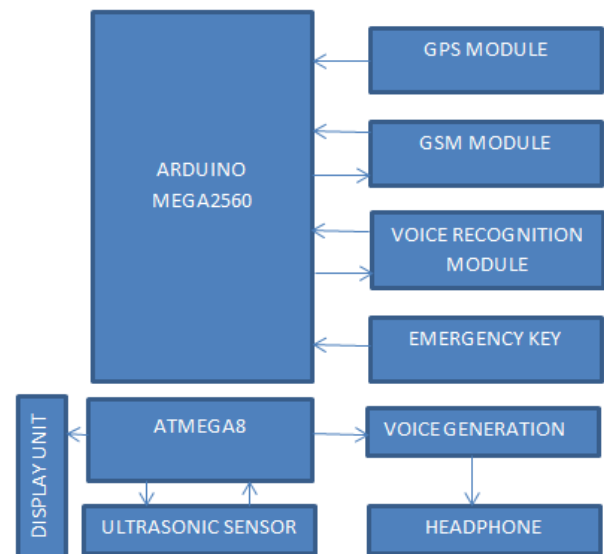 GPS MODULE
GSM MODULE
ARDUINO
MEGA2560
VOICE RECOGNITION
MODULE
EMERGENCY KEY
DISPLAY UNIT
ATMEGA8
VOICE GENERATION
ULTRASONIC SENSOR
HEADPHONE